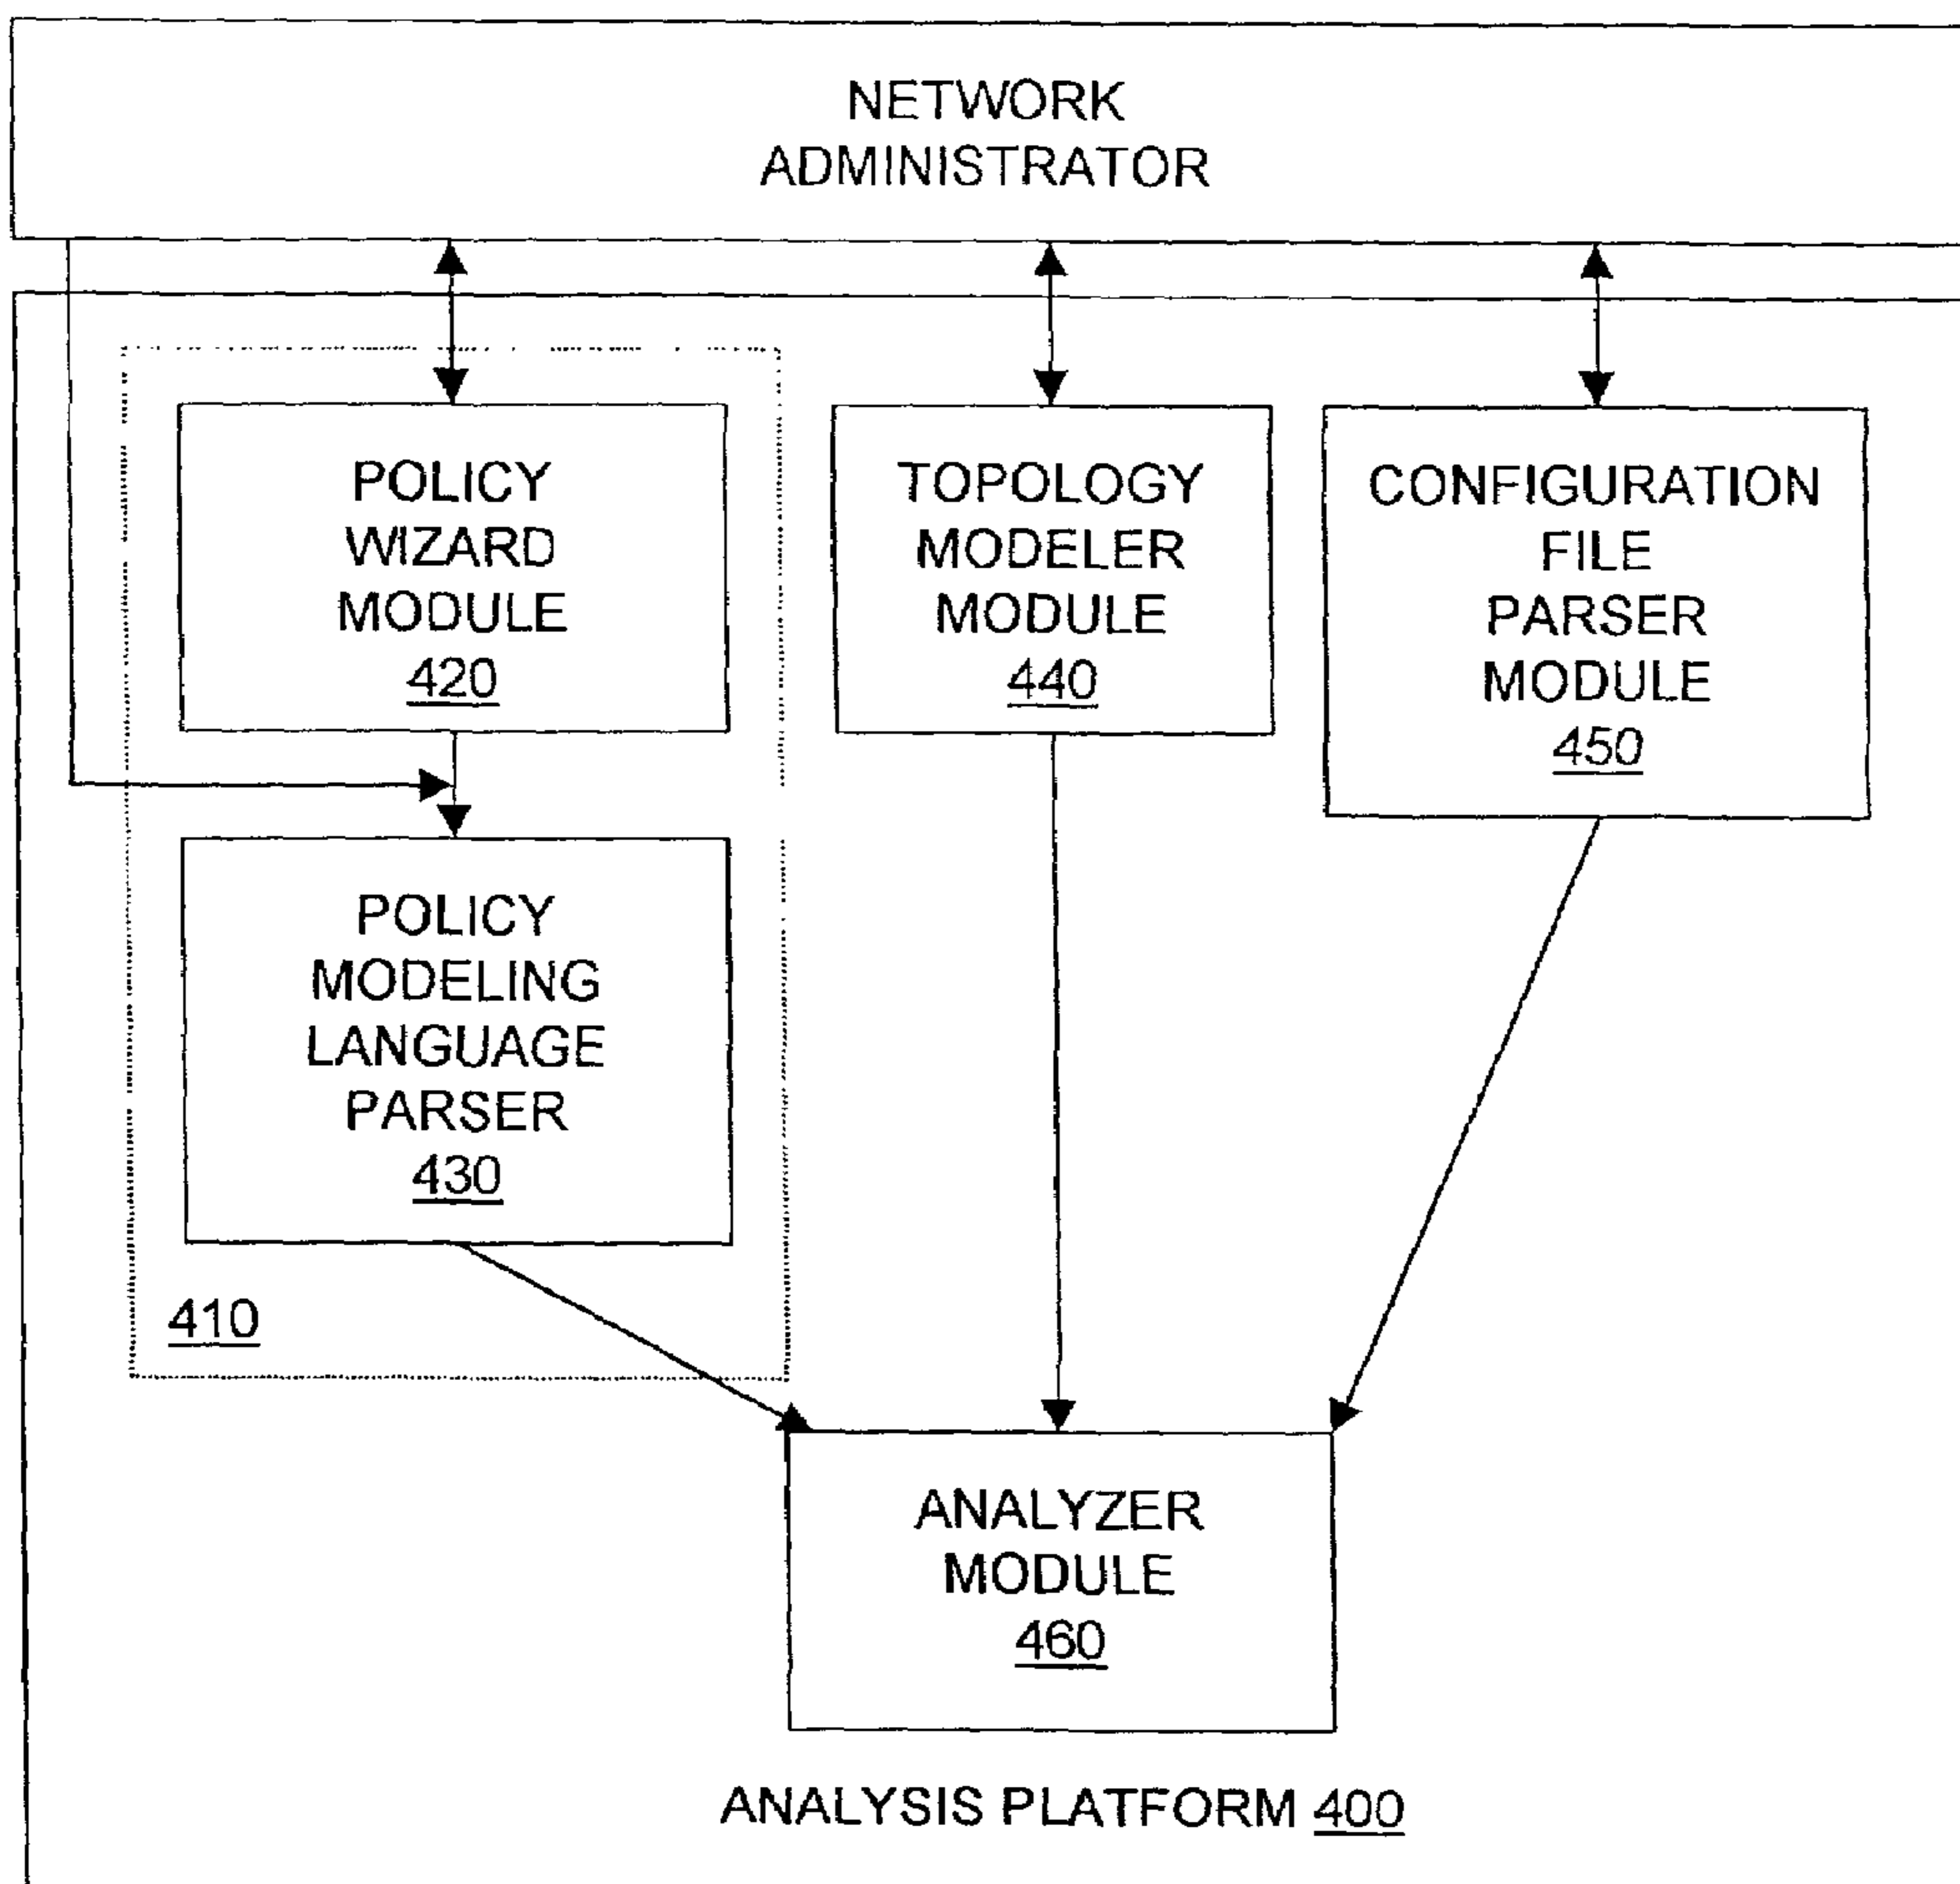 NETWORK
ADMINISTRATOR
POLICY
WIZARD
MODULE
420
TOPOLOGY
MODELER
MODULE
440
CONFIGURATION
FILE
PARSER
MODULE
450
POLICY
MODELING
LANGUAGE
PARSER
430
410
ANALYZER
MODULE
460
ANALYSIS PLATFORM 400